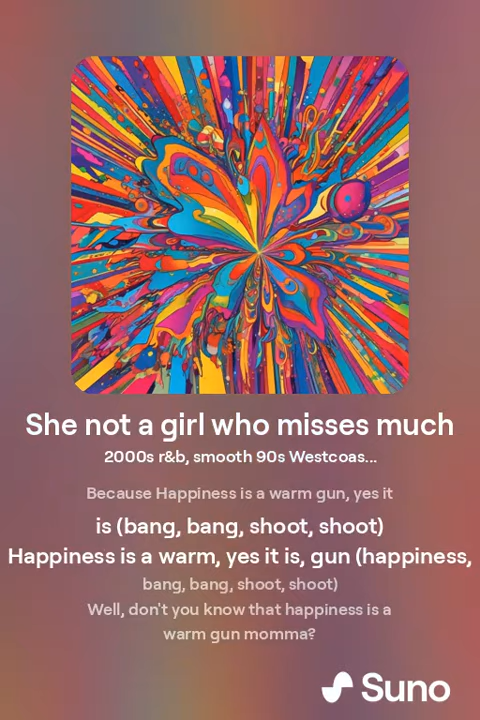 She not a girl who misses much
2000s r&b, smooth 90s Westcoas...
Because Happiness is a warm gun, yes it
is (bang, bang, shoot, shoot)
Happiness is a warm, yes it is, gun (happiness,
bang, bang, shoot, shoot)
Well, don't you know that happiness is a
warm gun momma?
Suno